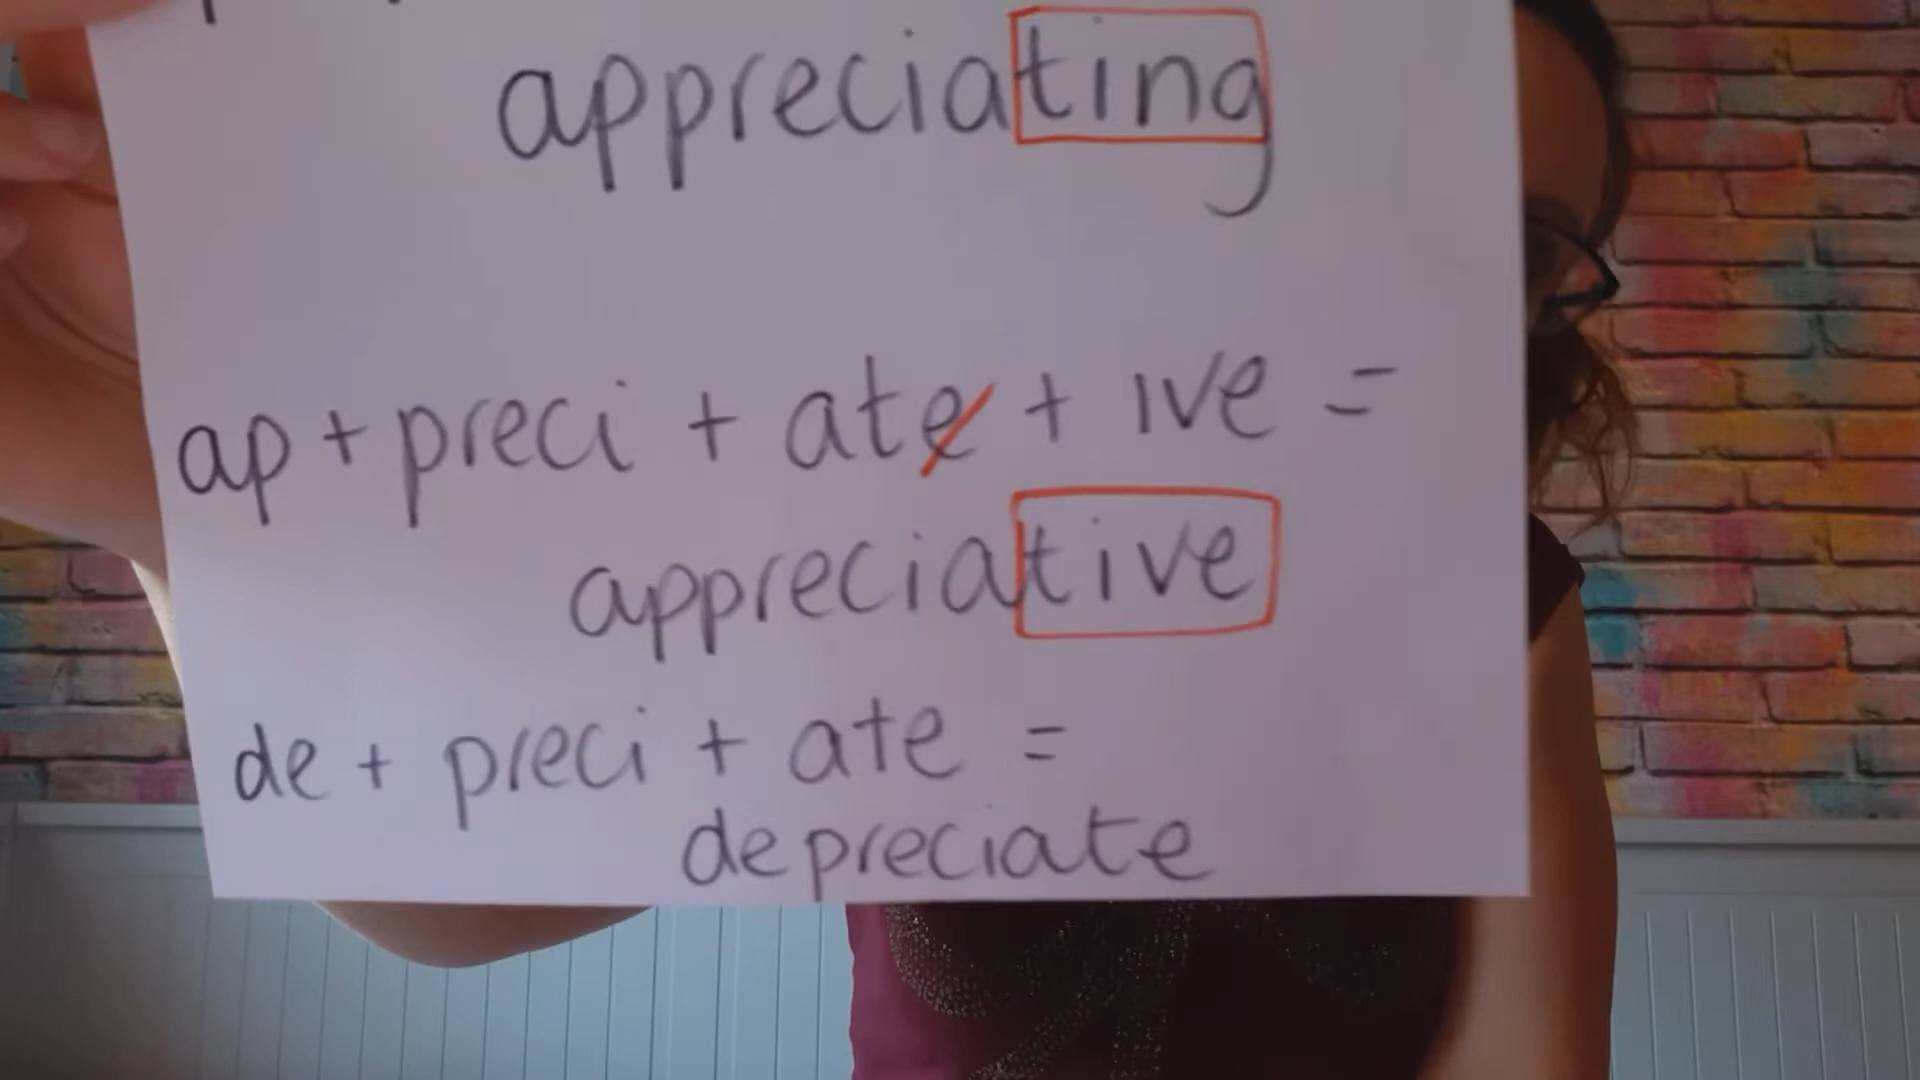 appreciating
ap + preci + ate + ive =
appreciative
de + preci + ate =
depreciate